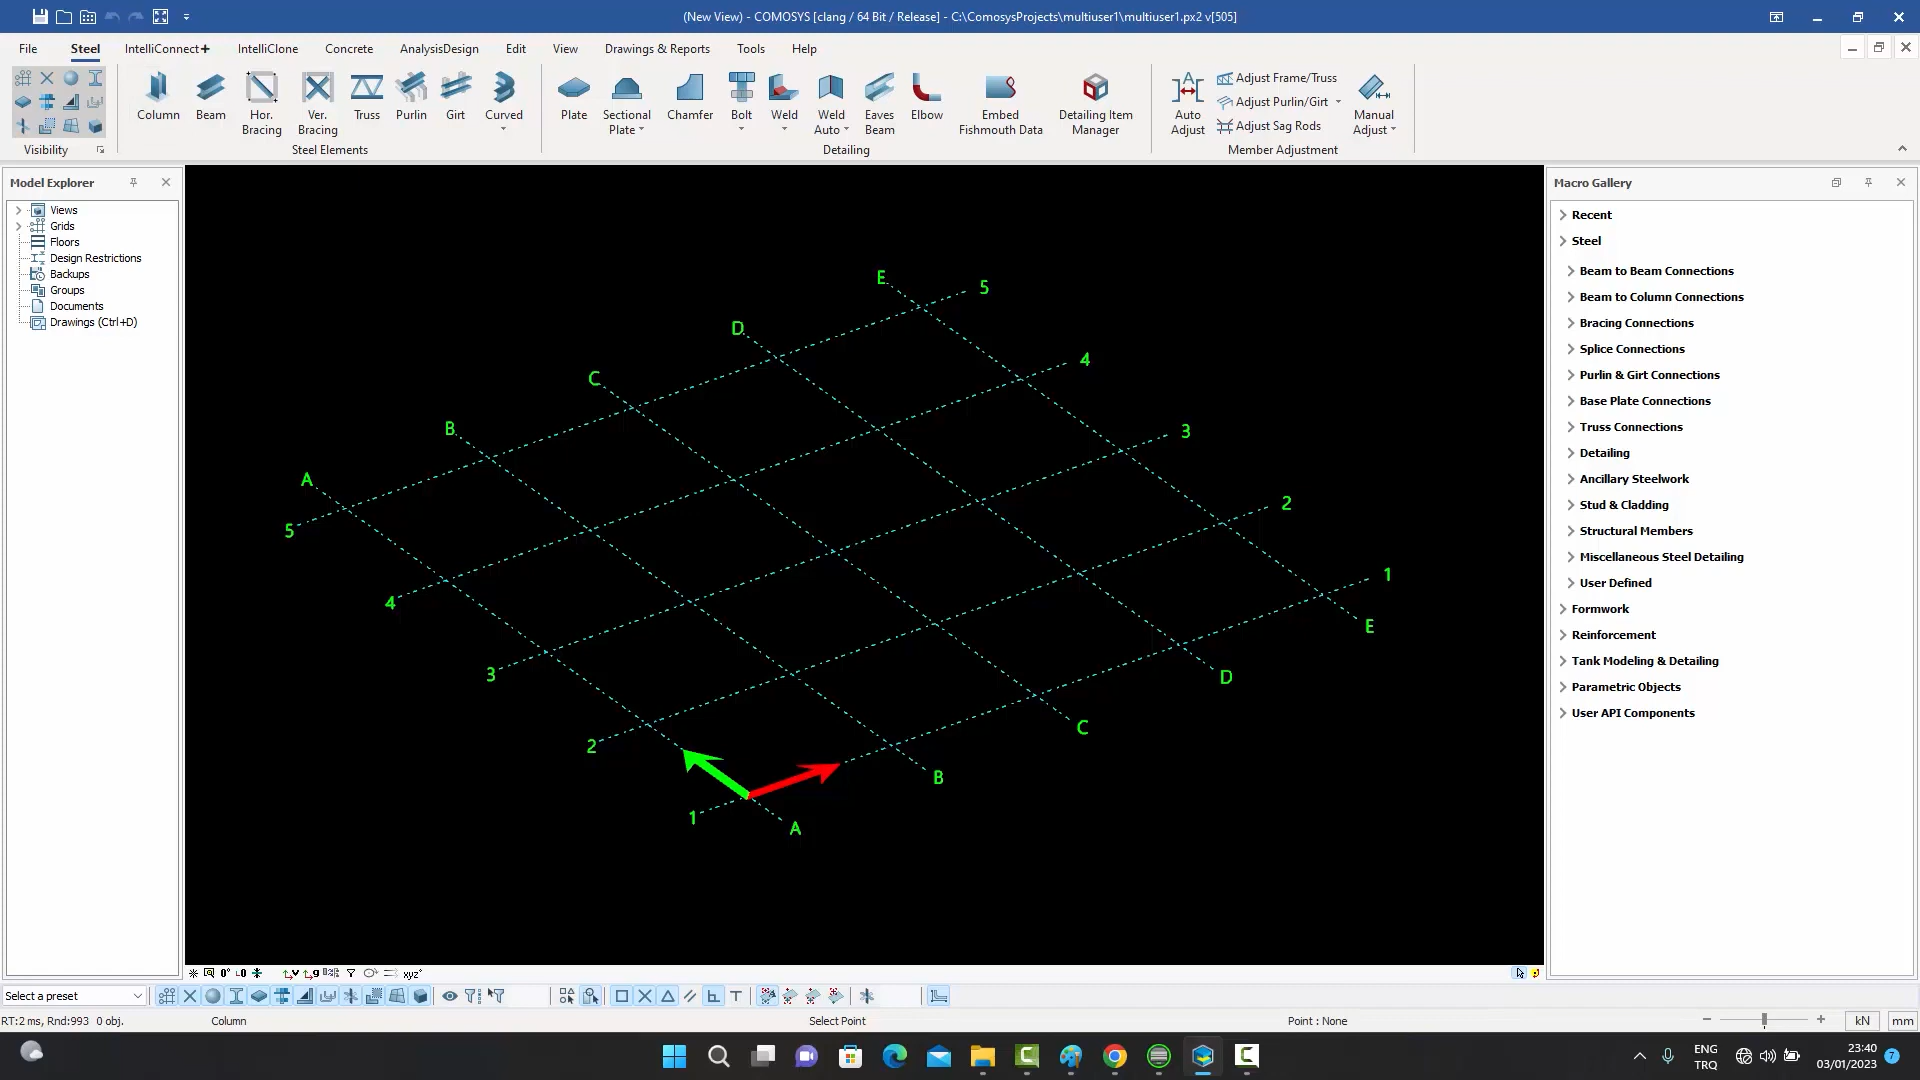 (New View) - COMOSYS [clang / 64 Bit / Release] - C:\ComosysProjects\multiuser1\multiuser1.px2 v[505]
File Steel IntelliConnect+ IntelliClone Concrete AnalysisDesign Edit View Drawings & Reports Tools Help
Column Beam Hor. Bracing Ver. Bracing Truss Purlin Girt Curved
Plate Sectional Plate Chamfer Bolt Weld Weld Auto Eaves Beam Elbow Embed Fishmouth Data Detailing Item Manager
Auto Adjust
Adjust Frame/Truss
Adjust Purlin/Girt
Adjust Sag Rods
Manual Adjust
Visibility Steel Elements Detailing Member Adjustment
Model Explorer
Views
Grids
Floors
Design Restrictions
Backups
Groups
Documents
Drawings (Ctrl+D)
E
5
D
4
C
B
3
A
2
5
1
4
E
3
D
2
C
B
1
A
Macro Gallery
Recent
Steel
Beam to Beam Connections
Beam to Column Connections
Bracing Connections
Splice Connections
Purlin & Girt Connections
Base Plate Connections
Truss Connections
Detailing
Ancillary Steelwork
Stud & Cladding
Structural Members
Miscellaneous Steel Detailing
User Defined
Formwork
Reinforcement
Tank Modeling & Detailing
Parametric Objects
User API Components
xyz
Select a preset
RT:2 ms, Rnd:993 0 obj. Column Select Point Point : None kN mm
ENG
TRQ
23:40
03/01/2023
7